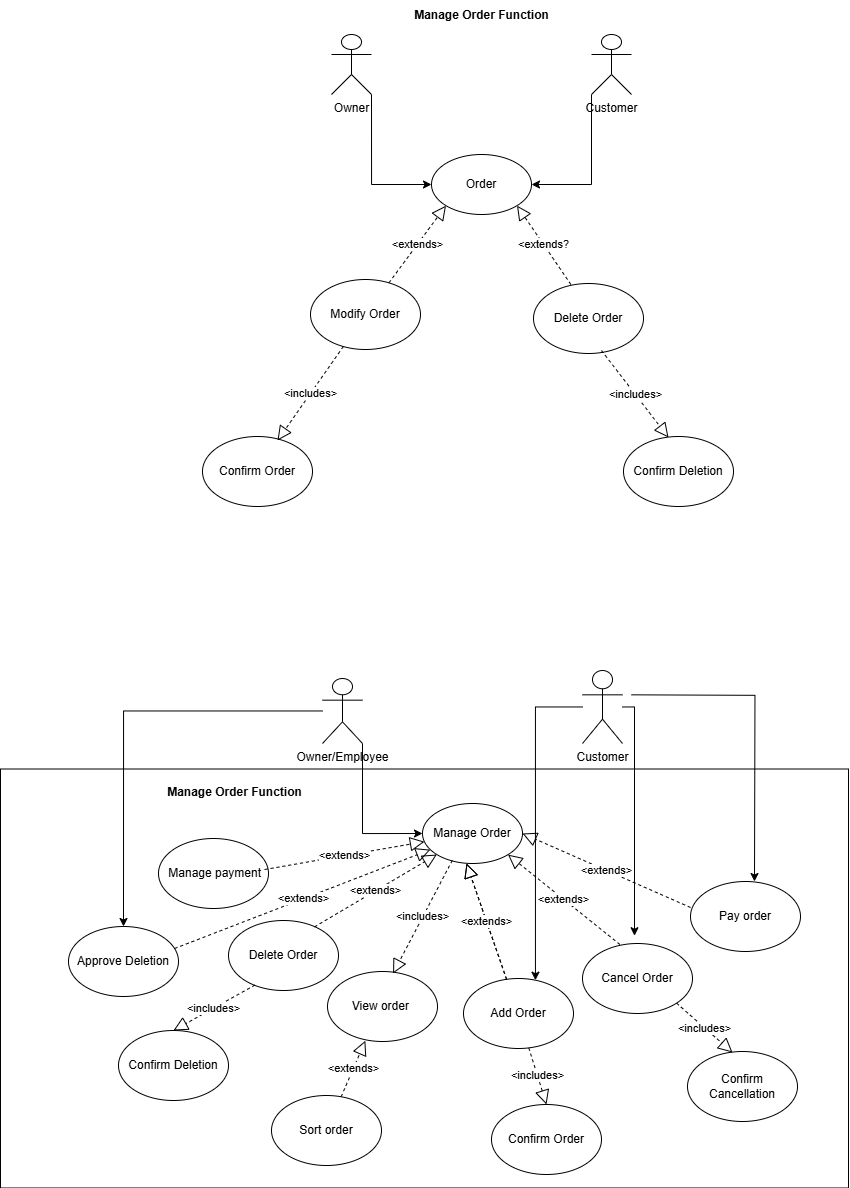 Manage Order Function
Owner
Customer
Order
<extends>
<extends?
Modify Order
Delete Order
<includes>
<includes>
Confirm Order
Confirm Deletion
Owner/Employee
Customer
Manage Order Function
Manage Order
<extends>
Manage payment
<extends>
<extends>
<extends>
<extends>
<includes>
<extends>
Pay order
Delete Order
Approve Deletion
Cancel Order
View order
Add Order
<includes>
<includes>
Confirm Deletion
<extends>
<includes>
Confirm
Cancellation
Sort order
Confirm Order